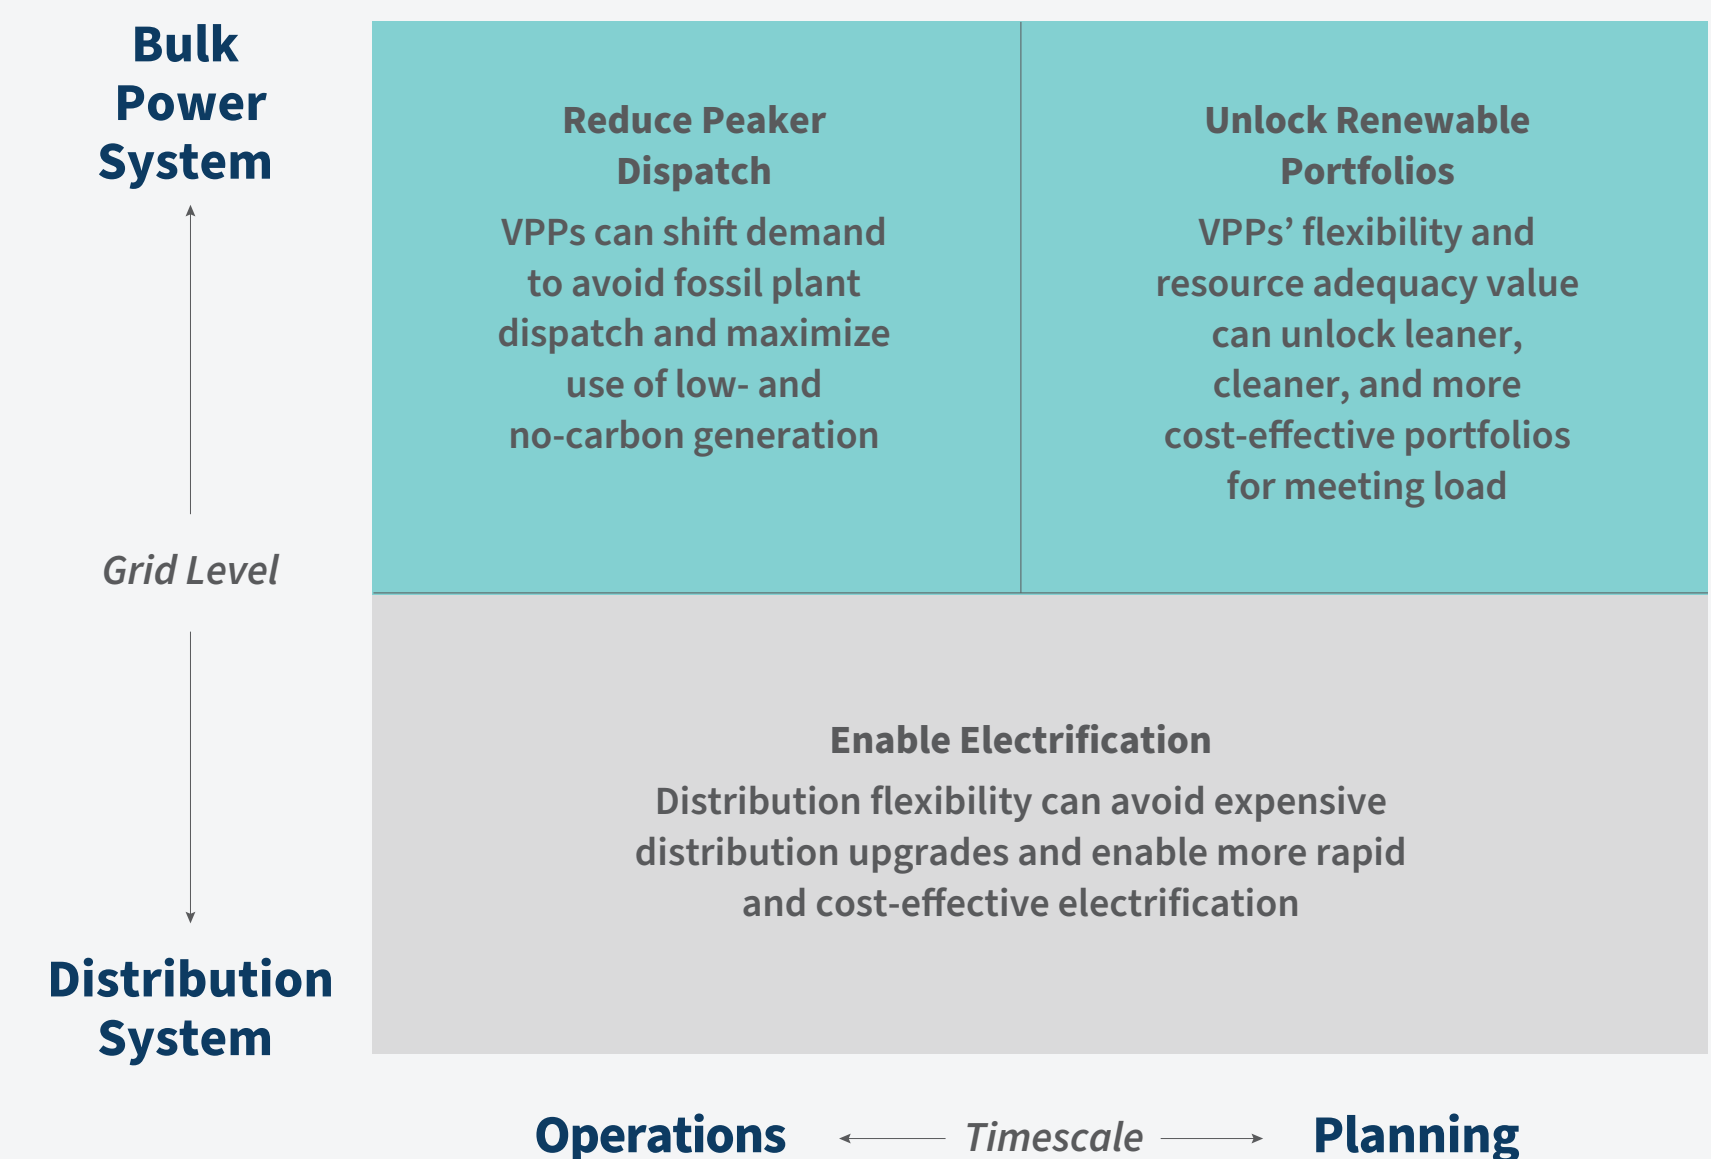 Bulk
Power
System
Grid Level
Distribution
System
Reduce Peaker
Dispatch
VPPs can shift demand
to avoid fossil plant
dispatch and maximize
use of low- and
no-carbon generation
Unlock Renewable
Portfolios
VPPs’ flexibility and
resource adequacy value
can unlock leaner,
cleaner, and more
cost-effective portfolios
for meeting load
Enable Electrification
Distribution flexibility can avoid expensive
distribution upgrades and enable more rapid
and cost-effective electrification
Operations
Timescale
Planning